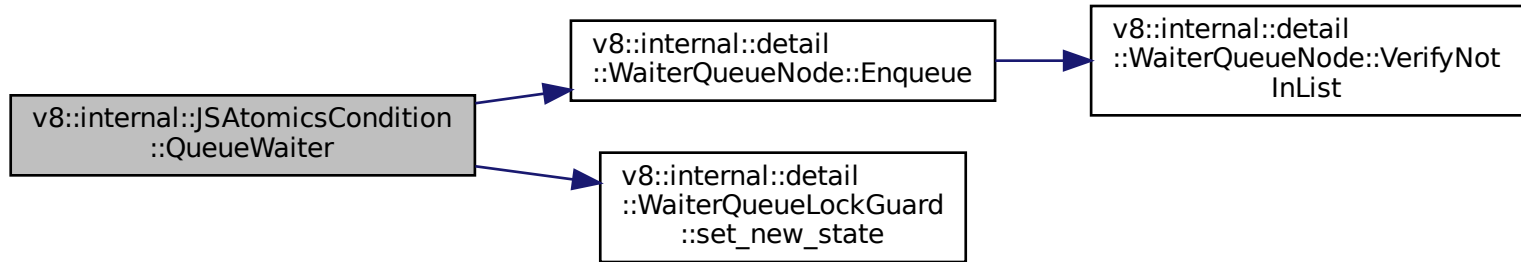 v8::internal::JSAtomicsCondition
::QueueWaiter
v8::internal::detail
::WaiterQueueNode::Enqueue
v8::internal::detail
::WaiterQueueNode::VerifyNot
InList
v8::internal::detail
::WaiterQueueLockGuard
::set_new_state